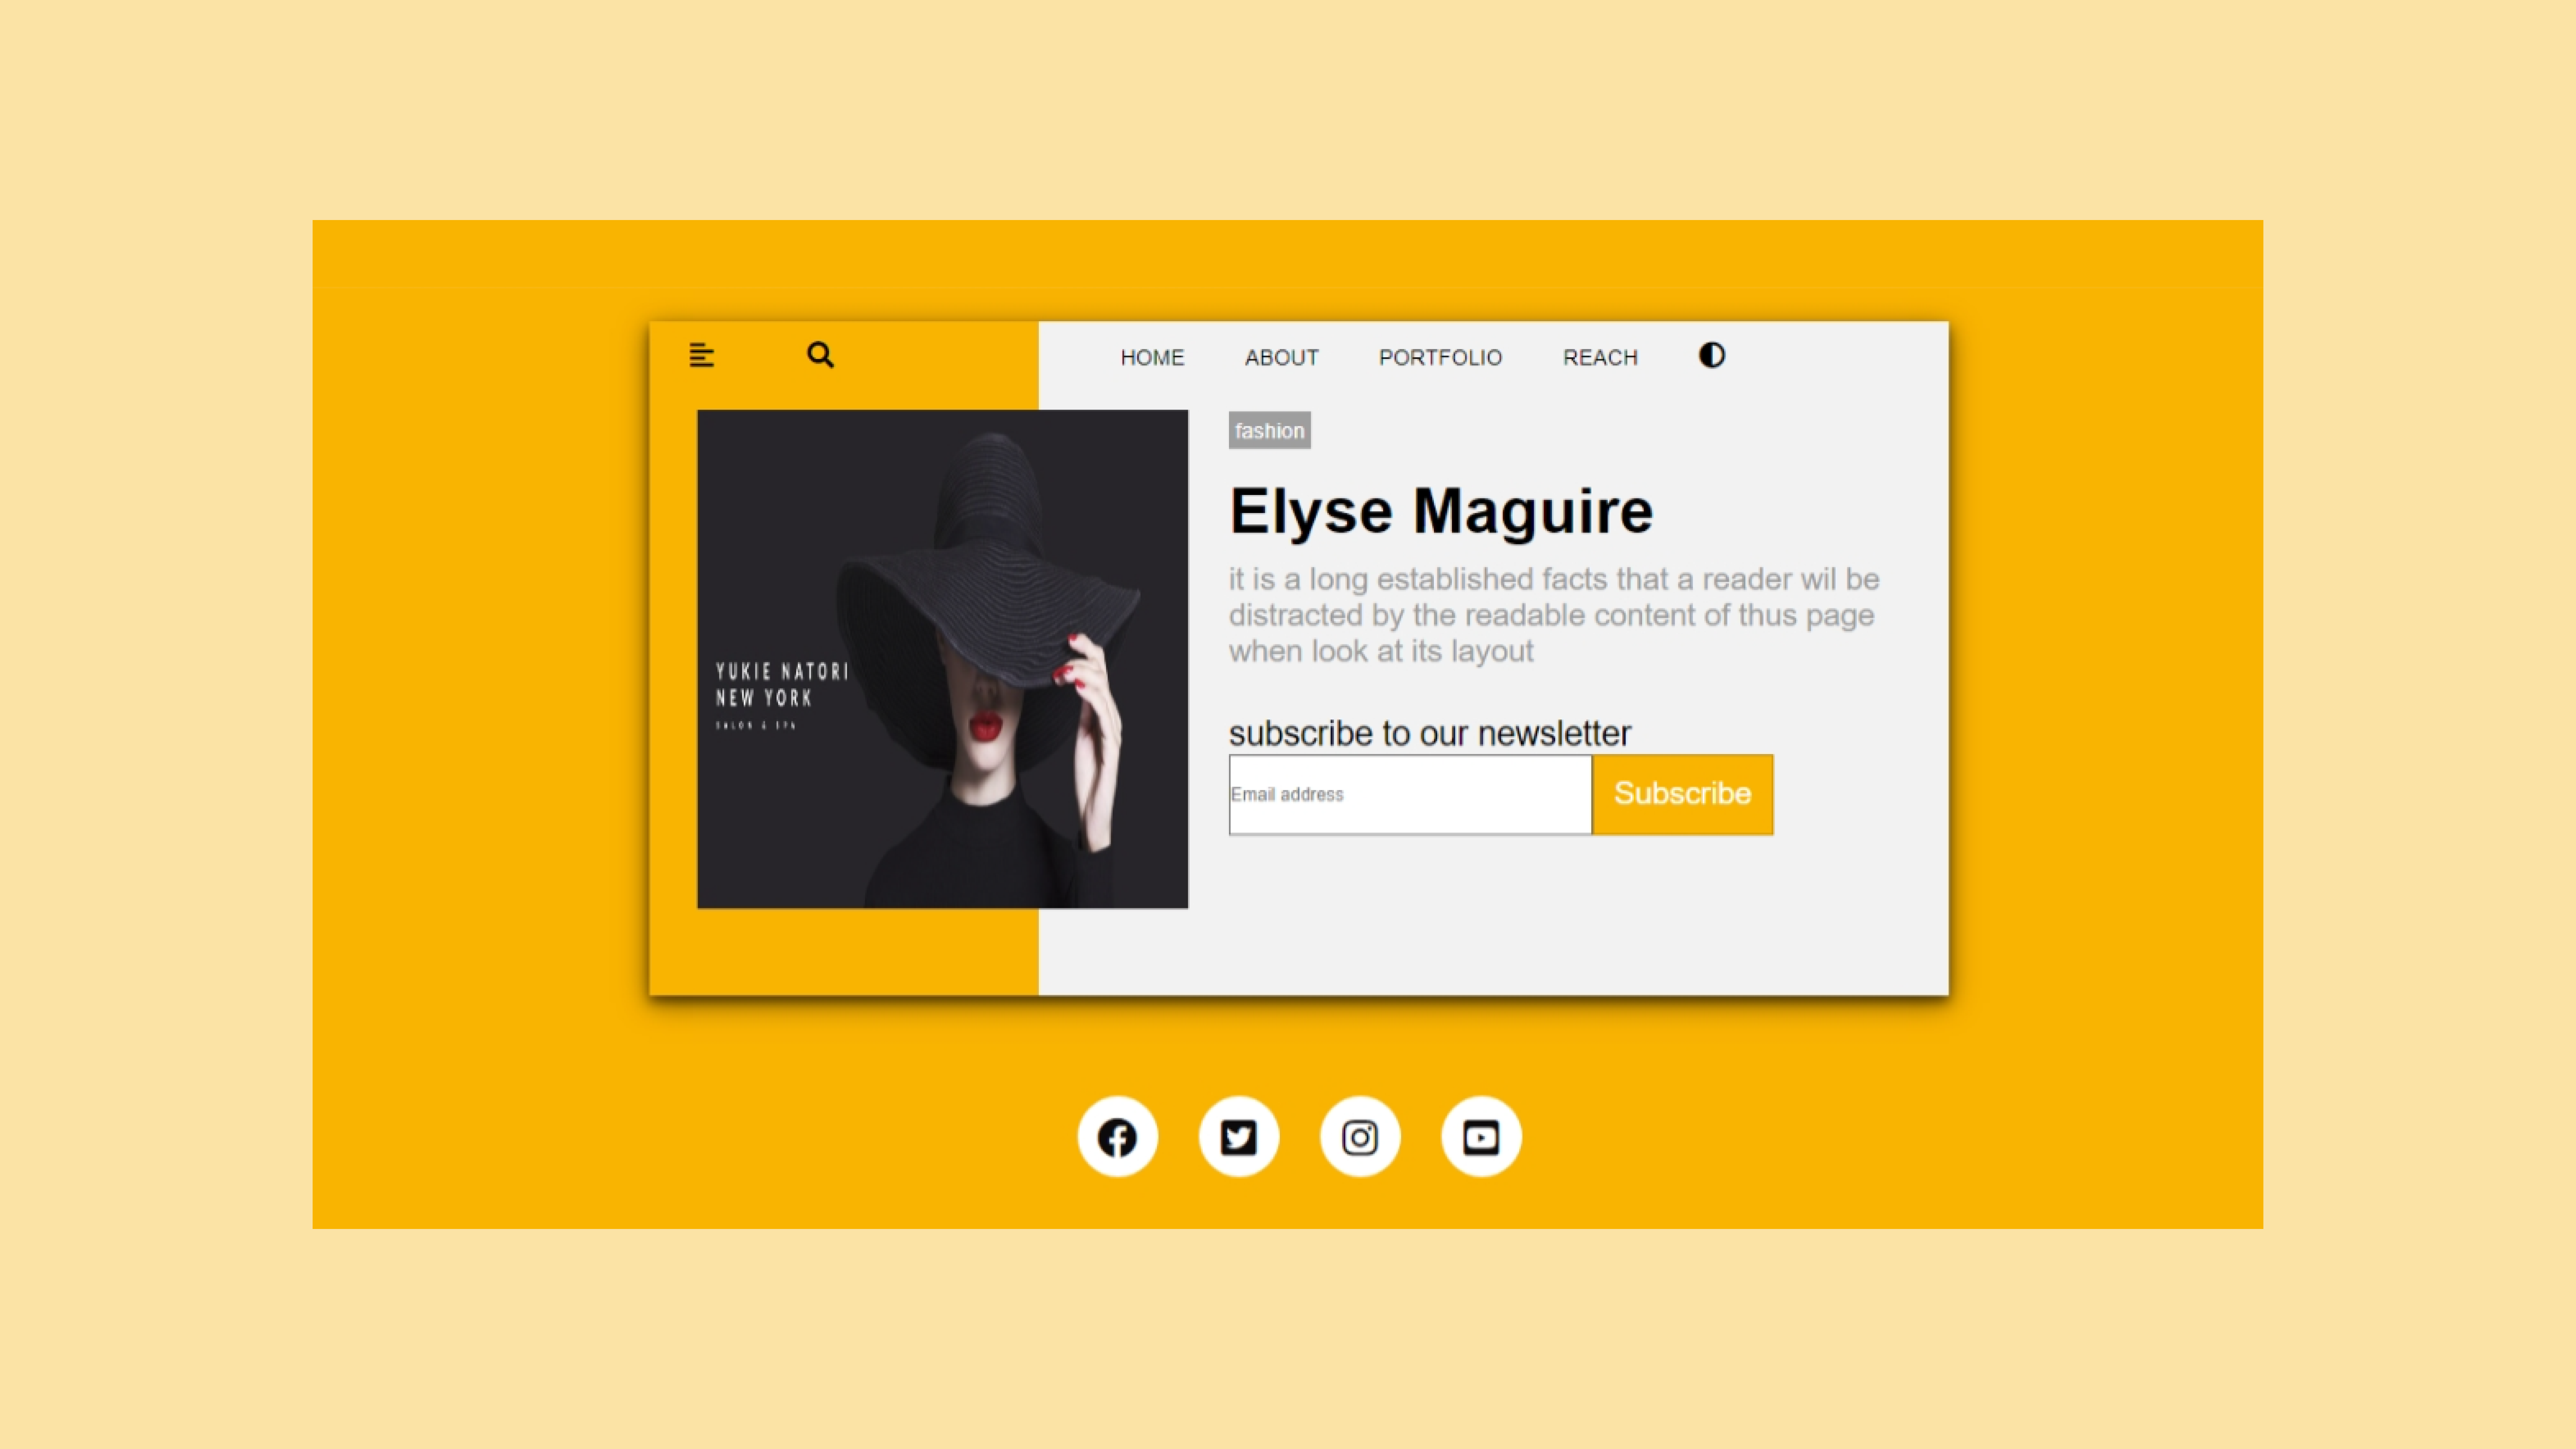 HOME ABOUT PORTFOLIO REACH
fashion
Elyse Maguire
it is a long established facts that a reader wil be
distracted by the readable content of thus page
when look at its layout
YUKIE NATORI
NEW YORK
SALON & SPA
subscribe to our newsletter
Email address
Subscribe